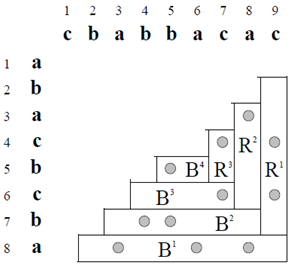 1 2 3 4 5 6 7 8 9
c b a b b a c a c
1 a
2 b
3 a
R²
4 c
R³ R¹
5 b B⁴
6 c B³
7 b B²
8 a B¹